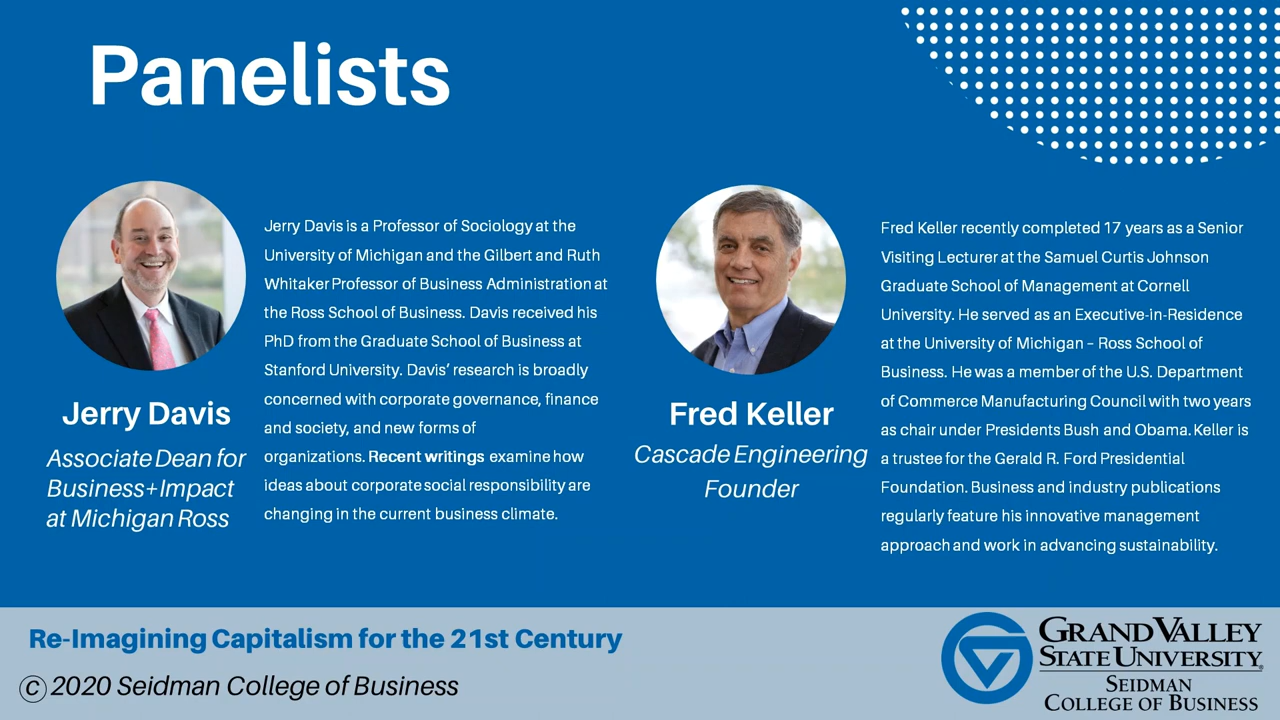 Panelists
Jerry Davis is a Professor of Sociology at the
University of Michigan and the Gilbert and Ruth
Whitaker Professor of Business Administration at
the Ross School of Business. Davis received his
PhD from the Graduate School of Business at
Stanford University. Davis' research is broadly
concerned with corporate governance, finance
and society, and new forms of
organizations. Recent writings examine how
ideas about corporate social responsibility are
changing in the current business climate.
Jerry Davis
Associate Dean for
Business+Impact
at Michigan Ross
Fred Keller recently completed 17 years as a Senior
Visiting Lecturer at the Samuel Curtis Johnson
Graduate School of Management at Cornell
University. He served as an Executive-in-Residence
at the University of Michigan – Ross School of
Business. He was a member of the U.S. Department
of Commerce Manufacturing Council with two years
as chair under Presidents Bush and Obama. Keller is
a trustee for the Gerald R. Ford Presidential
Foundation. Business and industry publications
regularly feature his innovative management
approach and work in advancing sustainability.
Fred Keller
Cascade Engineering
Founder
Re-Imagining Capitalism for the 21st Century
© 2020 Seidman College of Business
GRAND VALLEY
STATE UNIVERSITY®
SEIDMAN
COLLEGE OF BUSINESS